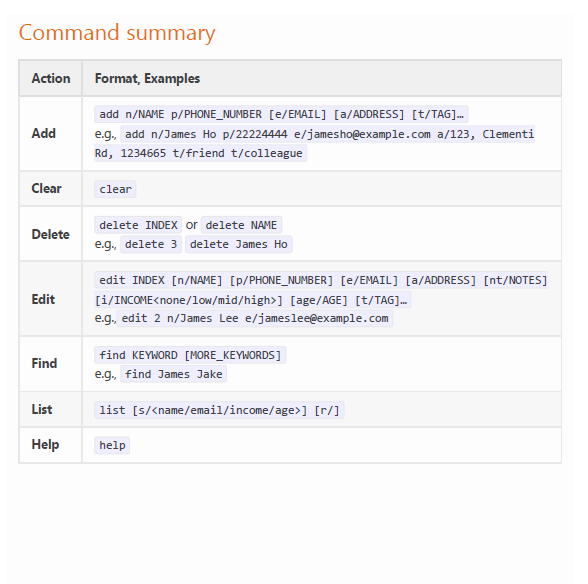 Command summary
Action Format, Examples
Add
add n/NAME p/PHONE_NUMBER [e/EMAIL] [a/ADDRESS] [t/TAG]…
e.g., add n/James Ho p/22224444 e/jamesho@example.com a/123, Clementi
Rd, 1234665 t/friend t/colleague
Clear clear
Delete
delete INDEX or delete NAME
e.g., delete 3 delete James Ho
Edit
edit INDEX [n/NAME] [p/PHONE_NUMBER] [e/EMAIL] [a/ADDRESS] [nt/NOTES]
[i/INCOME<none/low/mid/high>] [age/AGE] [t/TAG]…
e.g., edit 2 n/James Lee e/jameslee@example.com
Find
find KEYWORD [MORE_KEYWORDS]
e.g., find James Jake
List list [s/<name/email/income/age>] [r/]
Help help